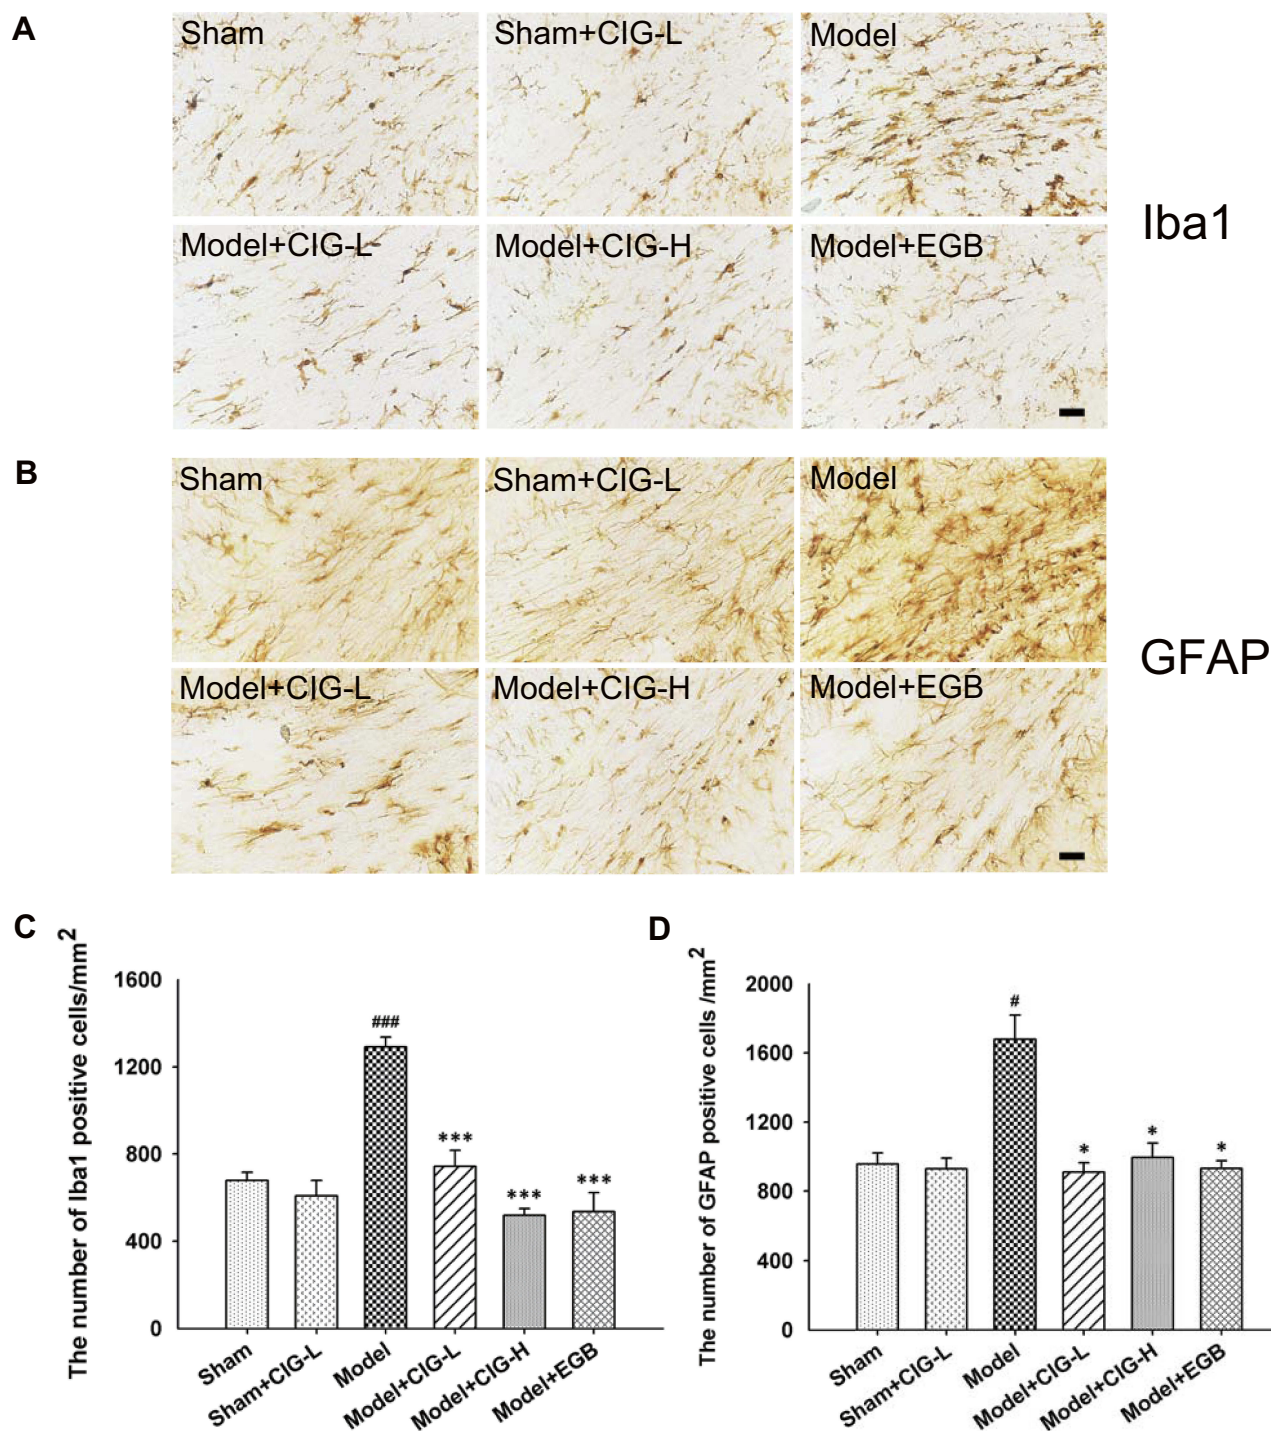 A
Sham
Sham+CIG-L
Model
Model+CIG-L
Model+CIG-H
Model+EGB
Iba1
B
Sham
Sham+CIG-L
Model
Model+CIG-L
Model+CIG-H
Model+EGB
GFAP
C
The number of Iba1 positive cells/mm²
1600
1200
800
400
0
###
***
***
***
Sham
Sham+CIG-L
Model
Model+CIG-L
Model+CIG-H
Model+EGB
D
The number of GFAP positive cells /mm²
2000
1600
1200
800
400
0
#
*
*
*
Sham
Sham+CIG-L
Model
Model+CIG-L
Model+CIG-H
Model+EGB